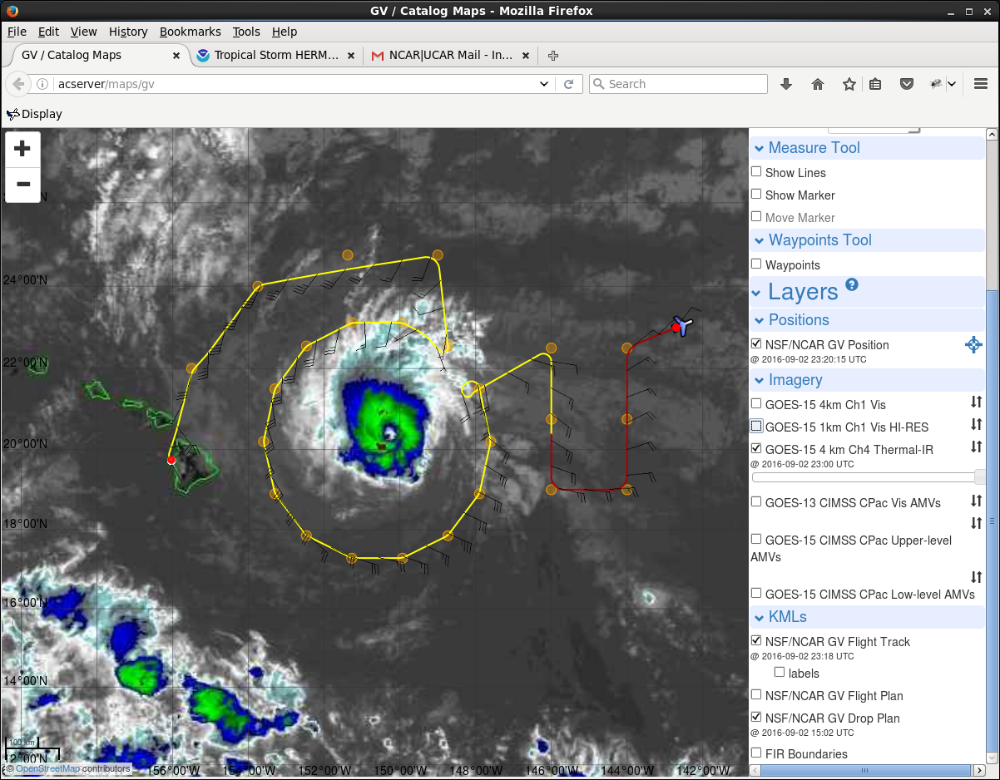 GV / Catalog Maps - Mozilla Firefox
File Edit View History Bookmarks Tools Help
GV / Catalog Maps
Tropical Storm HERM...
NCAR|UCAR Mail - In...
acserver/maps/gv
Search
Display
+
−
Measure Tool
Show Lines
Show Marker
Move Marker
Waypoints Tool
Waypoints
Layers ?
Positions
NSF/NCAR GV Position
@ 2016-09-02 23:20:15 UTC
Imagery
GOES-15 4km Ch1 Vis
GOES-15 1km Ch1 Vis HI-RES
GOES-15 4 km Ch4 Thermal-IR
@ 2016-09-02 23:00 UTC
GOES-13 CIMSS CPac Vis AMVs
GOES-15 CIMSS CPac Upper-level
AMVs
GOES-15 CIMSS CPac Low-level AMVs
KMLs
NSF/NCAR GV Flight Track
@ 2016-09-02 23:18 UTC
labels
NSF/NCAR GV Flight Plan
NSF/NCAR GV Drop Plan
@ 2016-09-02 15:02 UTC
FIR Boundaries
24°00'N
22°00'N
20°00'N
18°00'N
16°00'N
14°00'N
100 km
12°00'N
© OpenStreetMap contributors
156°00'W 154°00'W 152°00'W 150°00'W 148°00'W 146°00'W 144°00'W 142°00'W